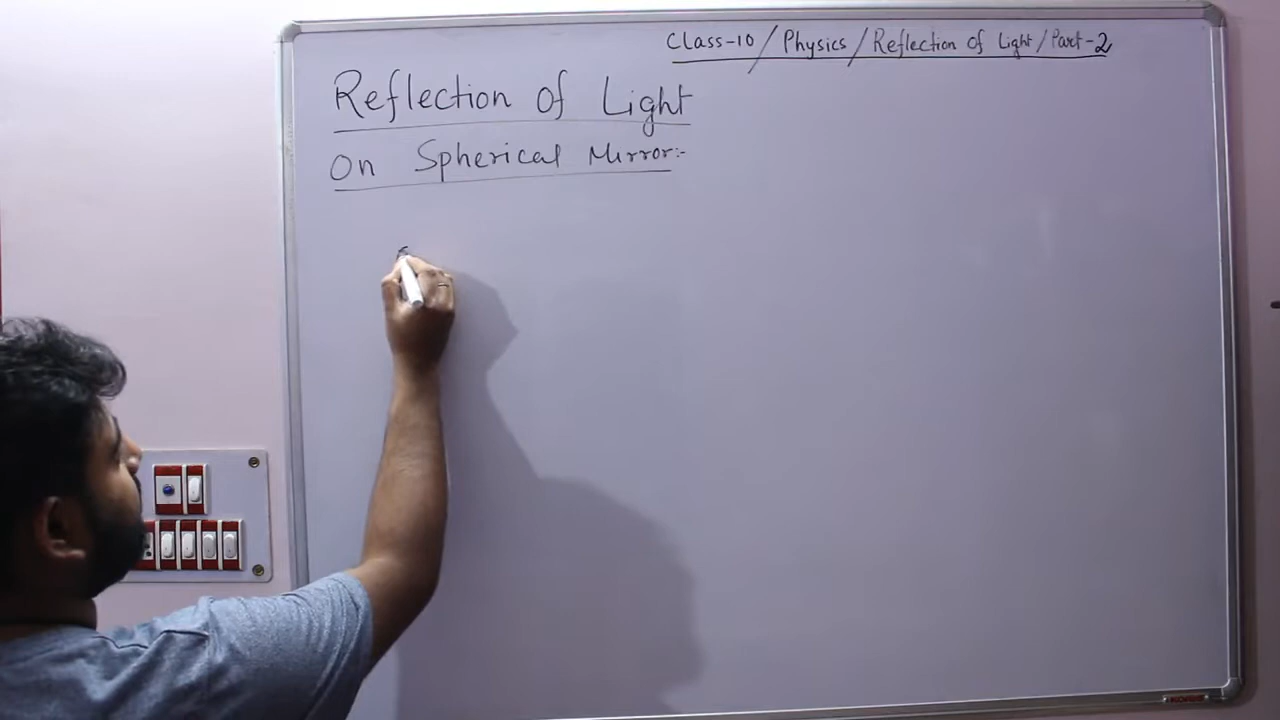 Class-10/Physics/Reflection of Light/Part-2
Reflection of Light
On Spherical Mirror:-